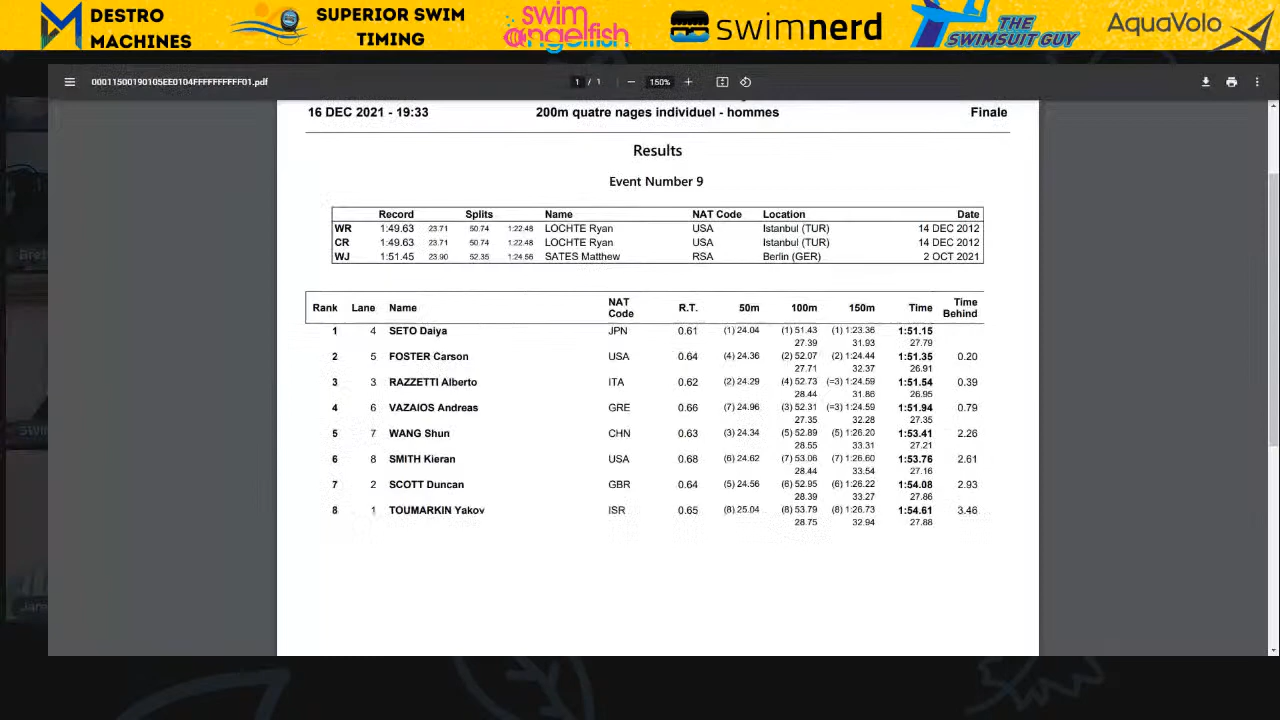 DESTRO MACHINES
SUPERIOR SWIM TIMING
swim angelfish
swimnerd
THE SWIMSUIT GUY
AquaVolo
00011500190105EE0104FFFFFFFFFF01.pdf
1 / 1 − 150% +
16 DEC 2021 - 19:33 200m quatre nages individuel - hommes Finale
Results
Event Number 9
Record Splits Name NAT Code Location Date
WR 1:49.63 23.71 50.74 1:22.48 LOCHTE Ryan USA Istanbul (TUR) 14 DEC 2012
CR 1:49.63 23.71 50.74 1:22.48 LOCHTE Ryan USA Istanbul (TUR) 14 DEC 2012
WJ 1:51.45 23.90 52.35 1:24.56 SATES Matthew RSA Berlin (GER) 2 OCT 2021
Rank Lane Name NAT Code R.T. 50m 100m 150m Time Time Behind
1 4 SETO Daiya JPN 0.61 (1) 24.04 (1) 51.43 (1) 1:23.36 1:51.15
27.39 31.93 27.79
2 5 FOSTER Carson USA 0.64 (4) 24.36 (2) 52.07 (2) 1:24.44 1:51.35 0.20
27.71 32.37 26.91
3 3 RAZZETTI Alberto ITA 0.62 (2) 24.29 (4) 52.73 (=3) 1:24.59 1:51.54 0.39
28.44 31.86 26.95
4 6 VAZAIOS Andreas GRE 0.66 (7) 24.96 (3) 52.31 (=3) 1:24.59 1:51.94 0.79
27.35 32.28 27.35
5 7 WANG Shun CHN 0.63 (3) 24.34 (5) 52.89 (5) 1:26.20 1:53.41 2.26
28.55 33.31 27.21
6 8 SMITH Kieran USA 0.68 (6) 24.62 (7) 53.06 (7) 1:26.60 1:53.76 2.61
28.44 33.54 27.16
7 2 SCOTT Duncan GBR 0.64 (5) 24.56 (6) 52.95 (6) 1:26.22 1:54.08 2.93
28.39 33.27 27.86
8 1 TOUMARKIN Yakov ISR 0.65 (8) 25.04 (8) 53.79 (8) 1:26.73 1:54.61 3.46
28.75 32.94 27.88